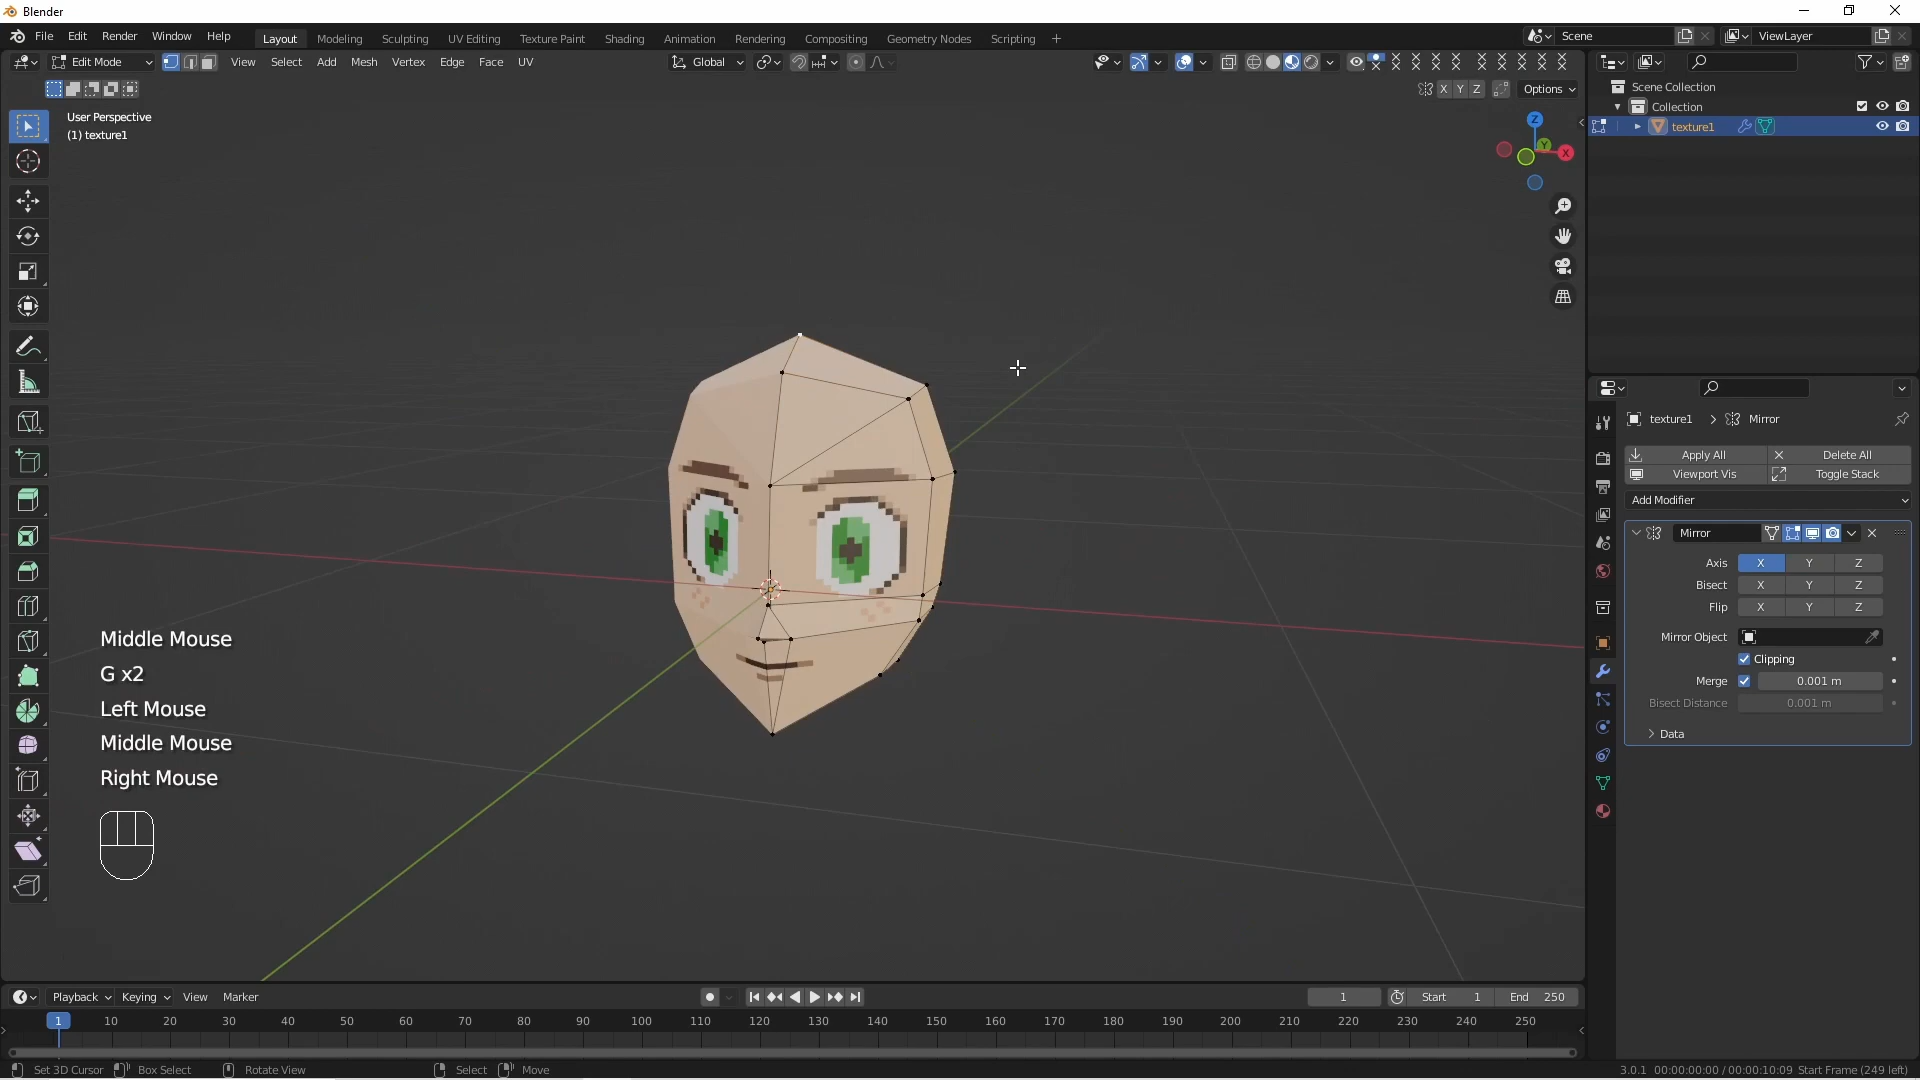 Blender
File Edit Render Window Help
Layout Modeling Sculpting UV Editing Texture Paint Shading Animation Rendering Compositing Geometry Nodes Scripting +
Scene
ViewLayer
Edit Mode View Select Add Mesh Vertex Edge Face UV
Global
X Y Z
Options
User Perspective
(1) texture1
Z
Y
X
Scene Collection
Collection
texture1
texture1 > Mirror
Apply All
Delete All
Viewport Vis
Toggle Stack
Add Modifier
Mirror
Axis X Y Z
Bisect X Y Z
Flip X Y Z
Mirror Object
Clipping
Merge 0.001 m
Bisect Distance 0.001 m
Data
Middle Mouse
G x2
Left Mouse
Middle Mouse
Right Mouse
Playback Keying View Marker
1
Start 1
End 250
1 10 20 30 40 50 60 70 80 90 100 110 120 130 140 150 160 170 180 190 200 210 220 230 240 250
Set 3D Cursor Box Select Rotate View Select Move
3.0.1 00:00:00:00 / 00:00:10:09 Start Frame (249 left)